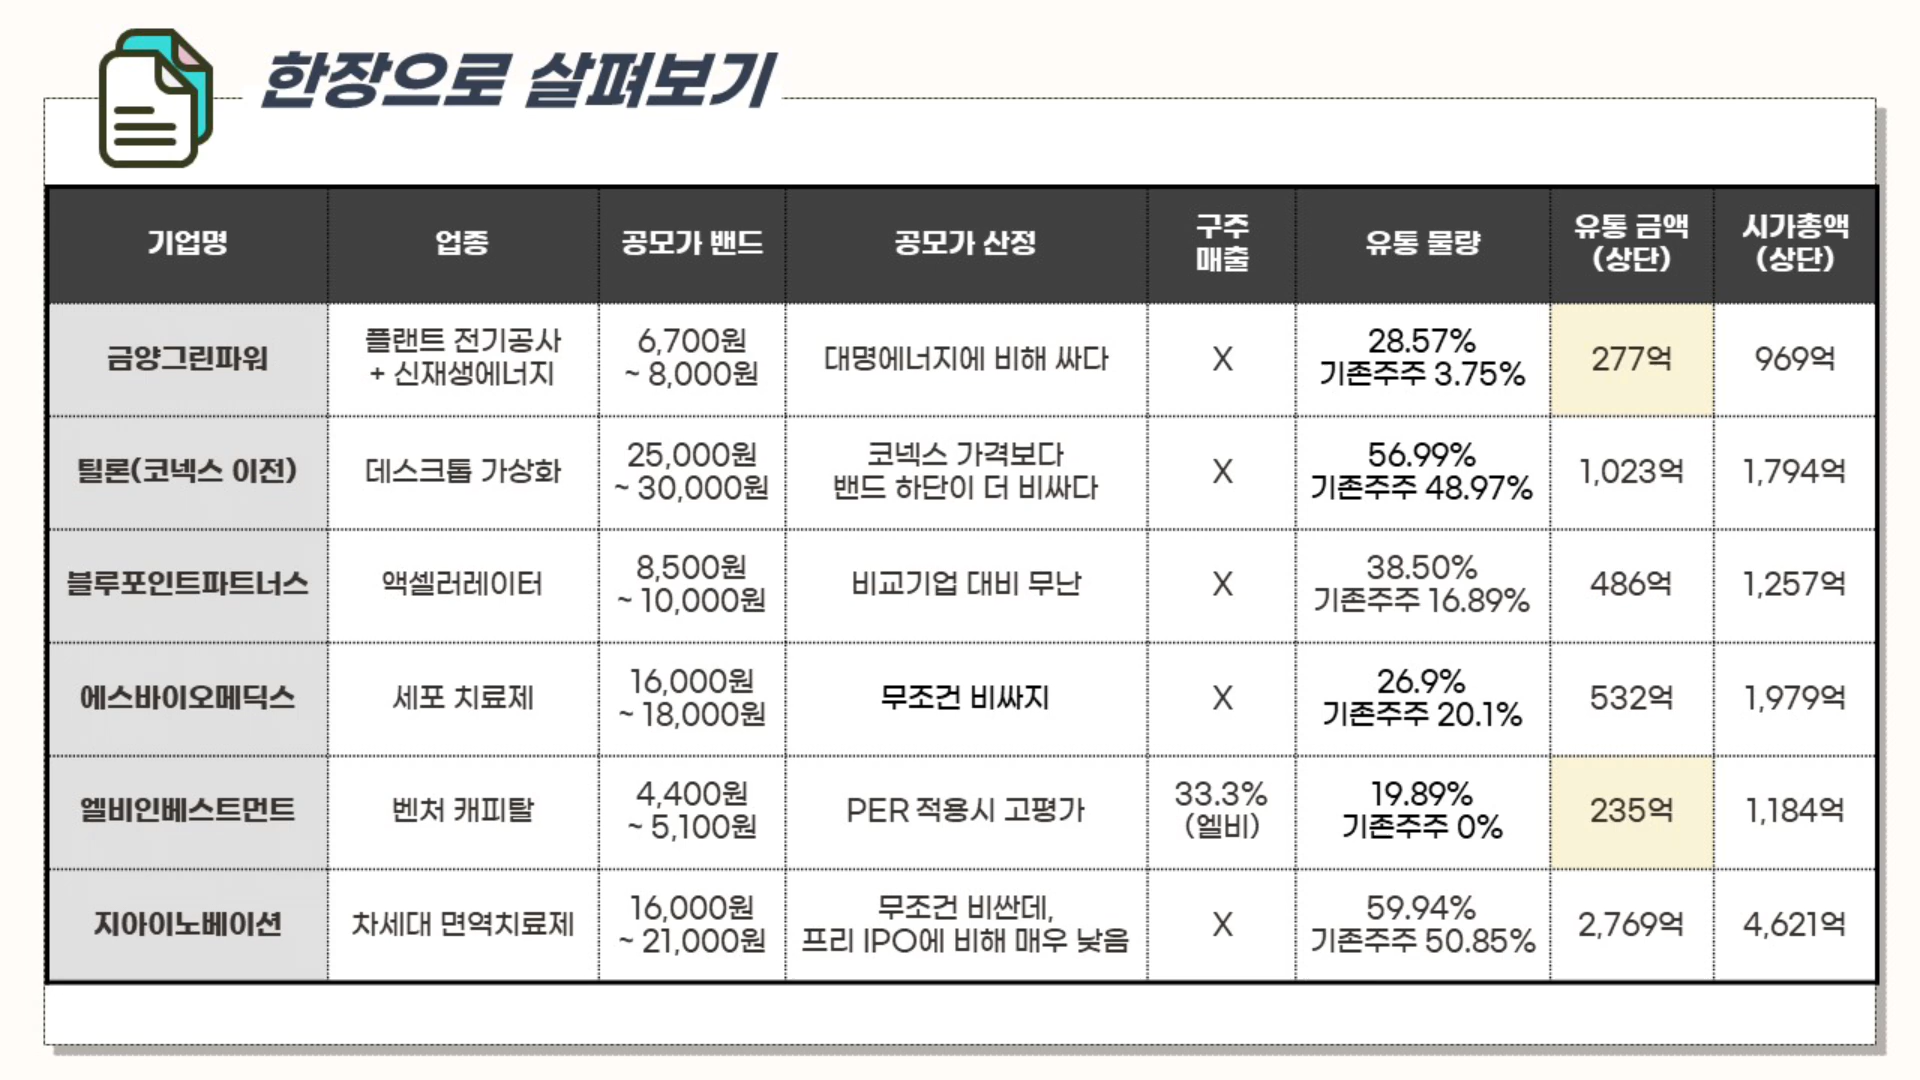 한장으로 살펴보기
기업명
업종
공모가 밴드
공모가 산정
구주
매출
유통 물량
유통 금액
(상단)
시가총액
(상단)
금양그린파워
플랜트 전기공사
+ 신재생에너지
6,700원
~ 8,000원
대명에너지에 비해 싸다
X
28.57%
기존주주 3.75%
277억
969억
틸론(코넥스 이전)
데스크톱 가상화
25,000원
~ 30,000원
코넥스 가격보다
밴드 하단이 더 비싸다
X
56.99%
기존주주 48.97%
1,023억
1,794억
블루포인트파트너스
액셀러레이터
8,500원
~ 10,000원
비교기업 대비 무난
X
38.50%
기존주주 16.89%
486억
1,257억
에스바이오메딕스
세포 치료제
16,000원
~ 18,000원
무조건 비싸지
X
26.9%
기존주주 20.1%
532억
1,979억
엘비인베스트먼트
벤처 캐피탈
4,400원
~ 5,100원
PER 적용시 고평가
33.3%
(엘비)
19.89%
기존주주 0%
235억
1,184억
지아이노베이션
차세대 면역치료제
16,000원
~ 21,000원
무조건 비싼데,
프리 IPO에 비해 매우 낮음
X
59.94%
기존주주 50.85%
2,769억
4,621억